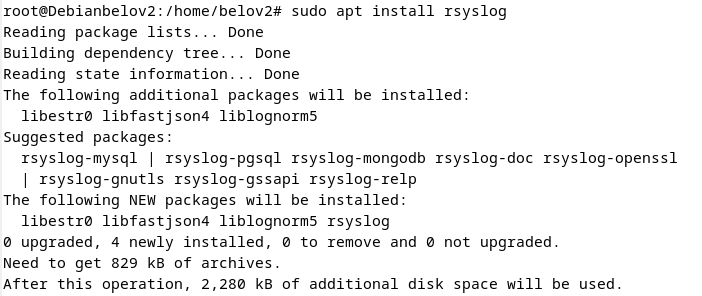 root@Debianbelov2:/home/belov2# sudo apt install rsyslog
Reading package lists... Done
Building dependency tree... Done
Reading state information... Done
The following additional packages will be installed:
  libestr0 libfastjson4 liblognorm5
Suggested packages:
  rsyslog-mysql | rsyslog-pgsql rsyslog-mongodb rsyslog-doc rsyslog-openssl
  | rsyslog-gnutls rsyslog-gssapi rsyslog-relp
The following NEW packages will be installed:
  libestr0 libfastjson4 liblognorm5 rsyslog
0 upgraded, 4 newly installed, 0 to remove and 0 not upgraded.
Need to get 829 kB of archives.
After this operation, 2,280 kB of additional disk space will be used.